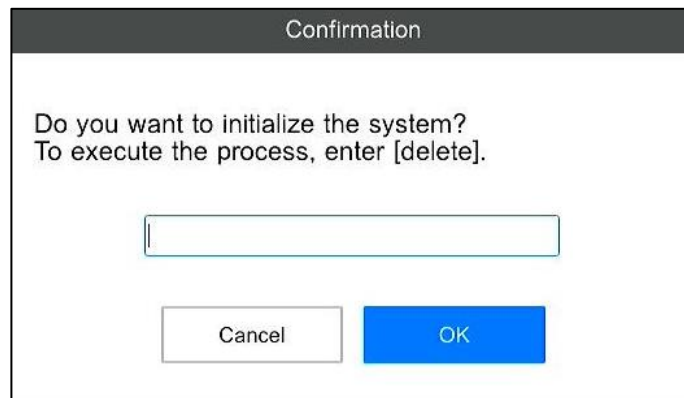 Confirmation
Do you want to initialize the system?
To execute the process, enter [delete].
Cancel
OK